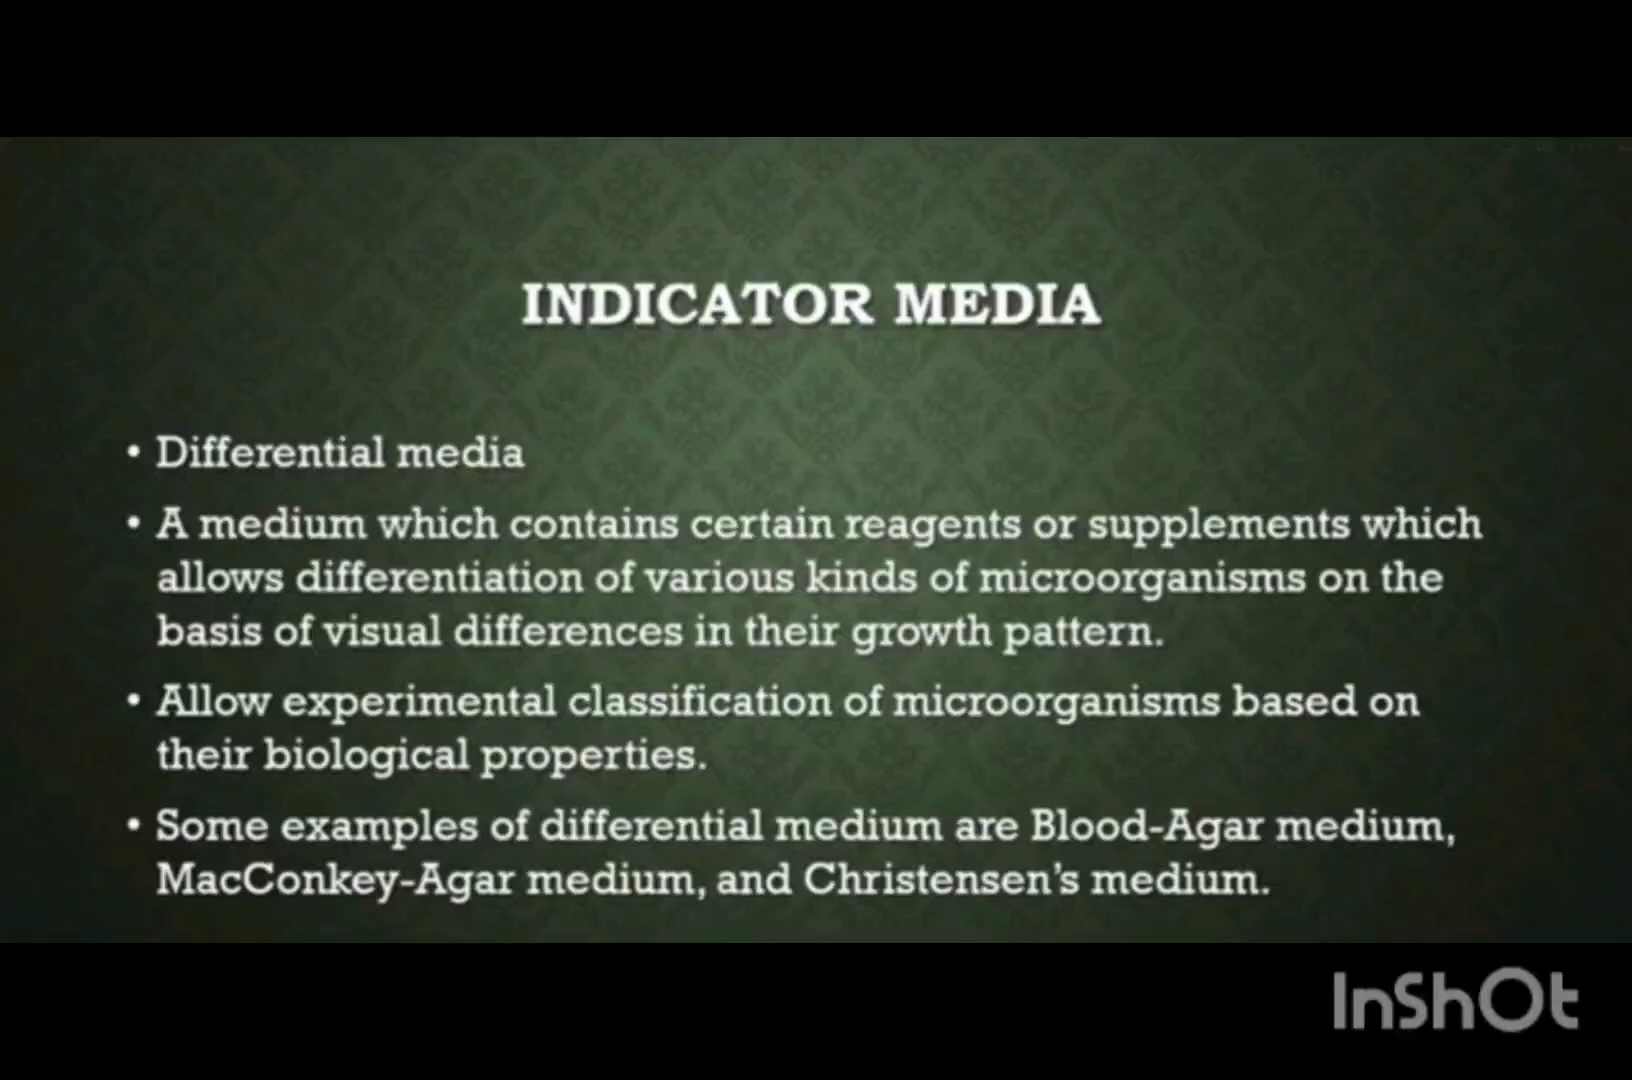 INDICATOR MEDIA
• Differential media
• A medium which contains certain reagents or supplements which
allows differentiation of various kinds of microorganisms on the
basis of visual differences in their growth pattern.
• Allow experimental classification of microorganisms based on
their biological properties.
• Some examples of differential medium are Blood-Agar medium,
MacConkey-Agar medium, and Christensen's medium.
InShOt